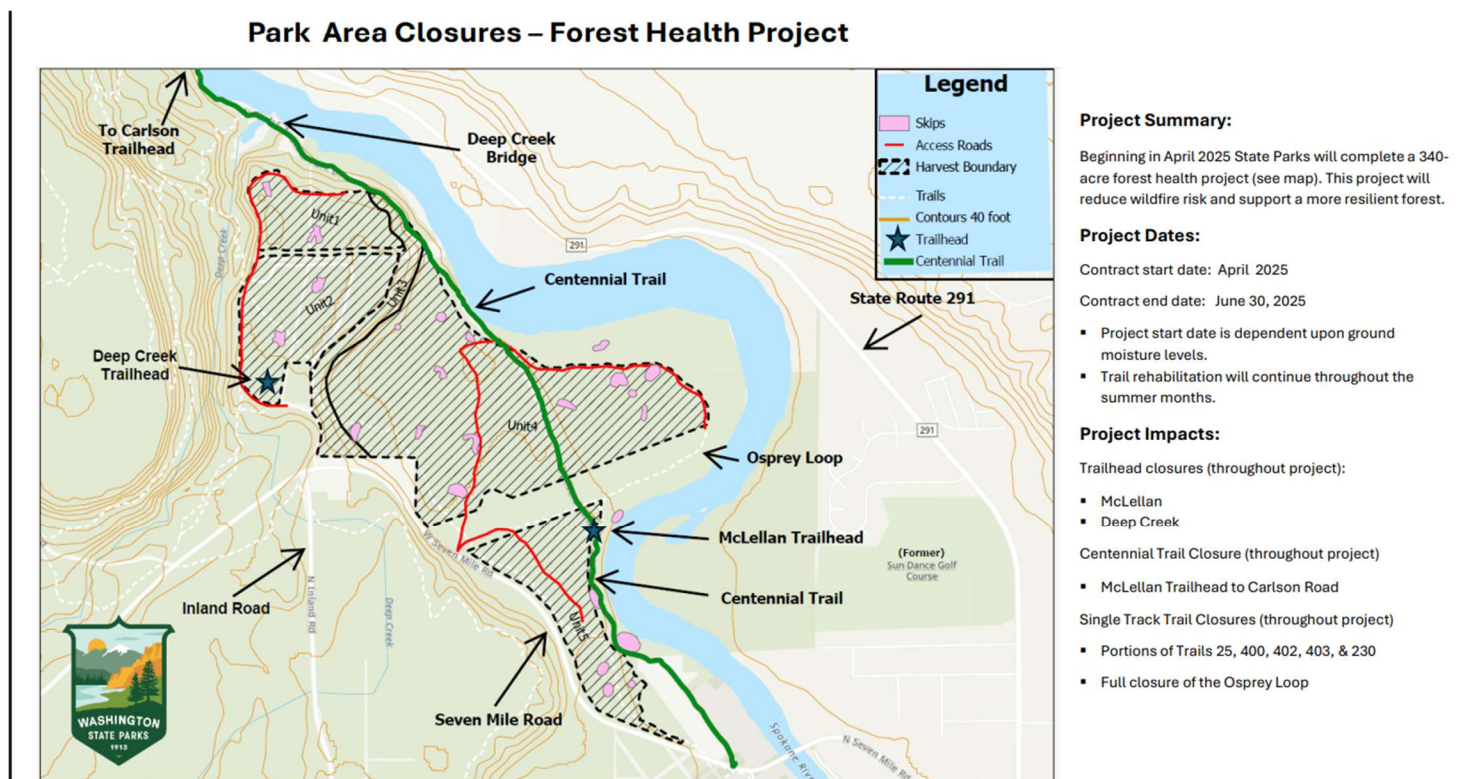 Park Area Closures – Forest Health Project
To Carlson
Trailhead
Deep Creek
Bridge
Legend
Skips
Access Roads
Harvest Boundary
Trails
Contours 40 foot
Trailhead
Centennial Trail
Unit1
Deep Creek
291
Centennial Trail
State Route 291
Unit3
Unit2
Deep Creek
Trailhead
Unit4
291
Osprey Loop
McLellan Trailhead
W Seven Mile Rd
(Former)
Sun Dance Golf
Course
Inland Road
N Inland Rd
Deep Creek
Centennial Trail
Unit5
Seven Mile Road
WASHINGTON
STATE PARKS
1913
Spokane River
N Seven Mile Rd
Project Summary:
Beginning in April 2025 State Parks will complete a 340-
acre forest health project (see map). This project will
reduce wildfire risk and support a more resilient forest.
Project Dates:
Contract start date: April 2025
Contract end date: June 30, 2025
▪ Project start date is dependent upon ground
moisture levels.
▪ Trail rehabilitation will continue throughout the
summer months.
Project Impacts:
Trailhead closures (throughout project):
▪ McLellan
▪ Deep Creek
Centennial Trail Closure (throughout project)
▪ McLellan Trailhead to Carlson Road
Single Track Trail Closures (throughout project)
▪ Portions of Trails 25, 400, 402, 403, & 230
▪ Full closure of the Osprey Loop